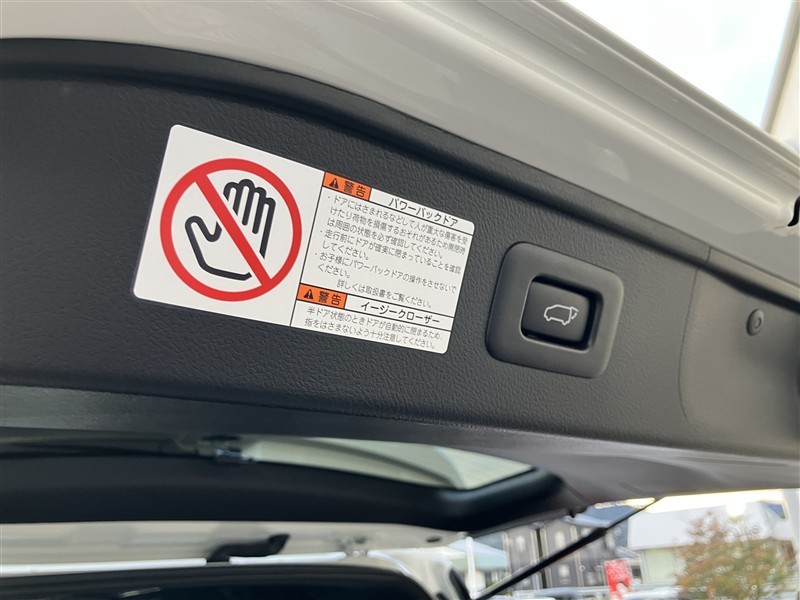 警告
パワーバックドア
・ドアにはさまれるなどして人が重大な傷害を受
けたり荷物を損傷するおそれがあるため開閉時
は周囲の状態を必ず確認してください。
・走行前にドアが確実に閉まっていることを確認
してください。
・お子様にパワーバックドアの操作をさせないで
ください。
詳しくは取扱書をご覧ください。
警告
イージークローザー
半ドア状態のときドアが自動的に閉まるため、
指をはさまないよう十分注意してください。